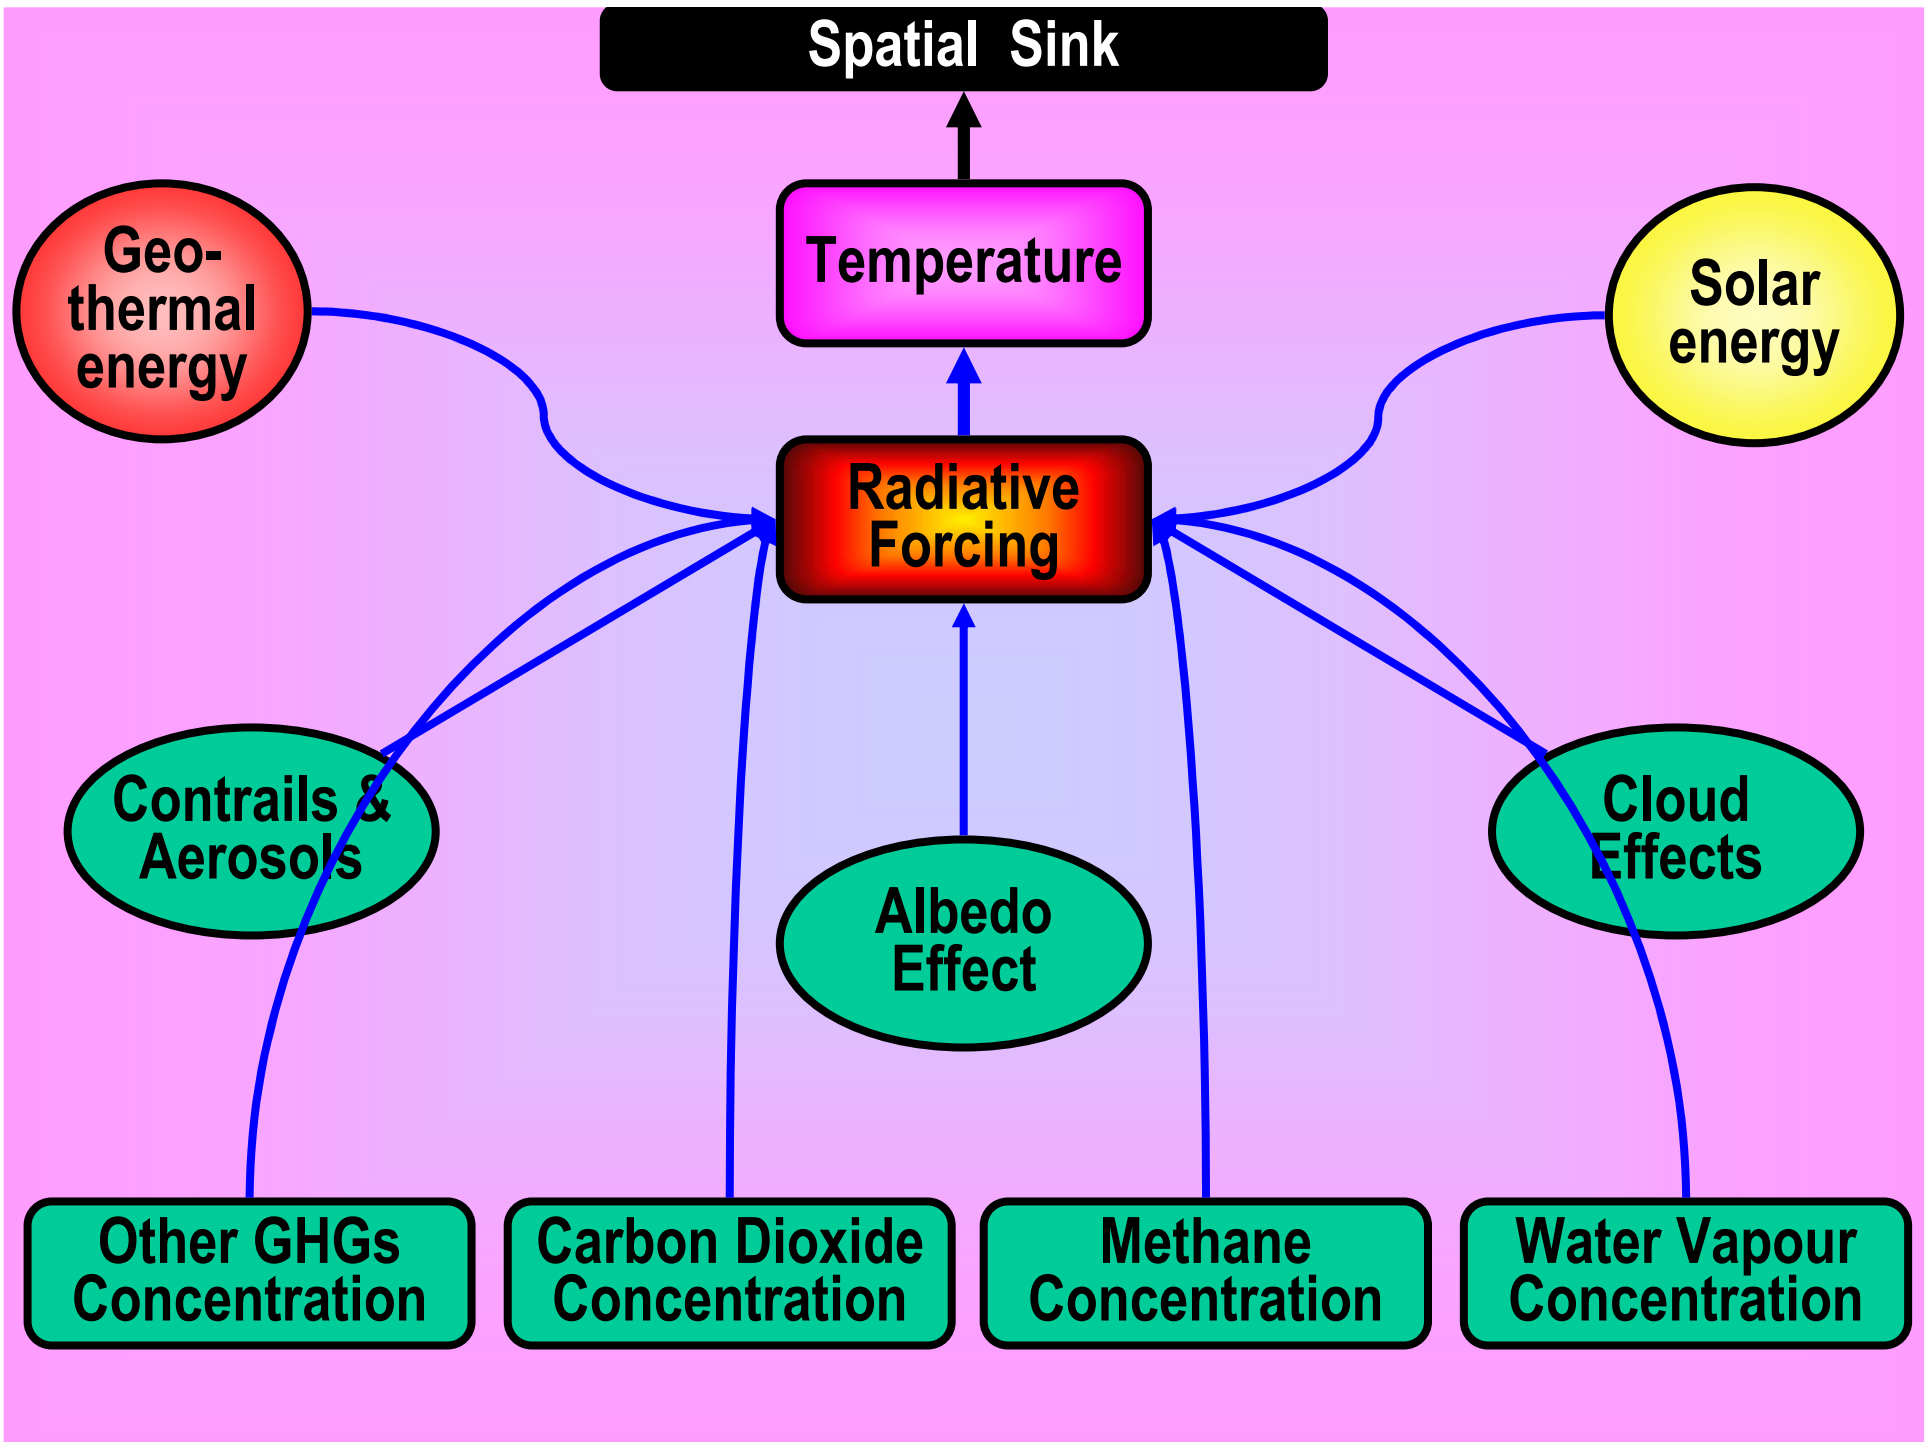 Spatial Sink
Geo-
thermal
energy
Temperature
Solar
energy
Radiative
Forcing
Contrails &
Aerosols
Albedo
Effect
Cloud
Effects
Other GHGs
Concentration
Carbon Dioxide
Concentration
Methane
Concentration
Water Vapour
Concentration